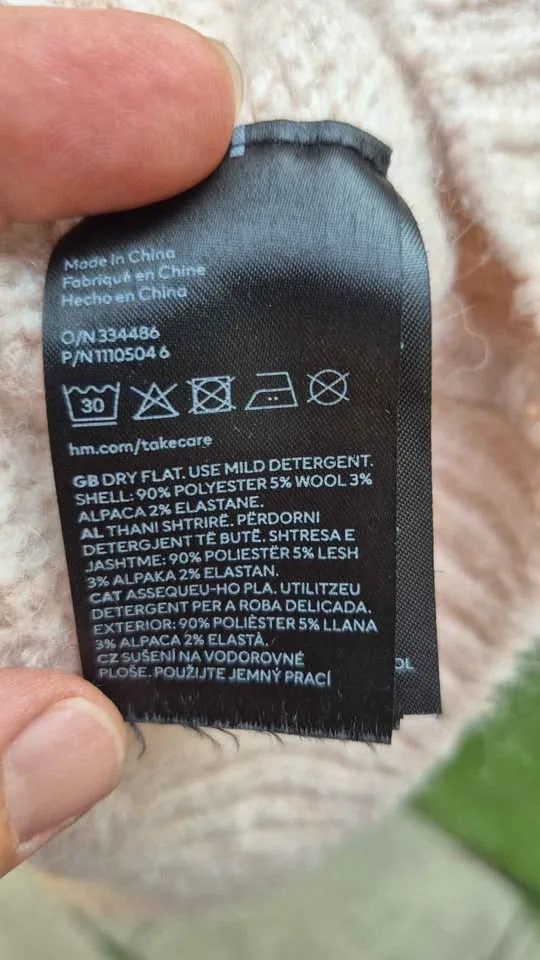 Made in China
Fabriqué en Chine
Hecho en China
O/N 334486
P/N 1110504 6
30
hm.com/takecare
GB DRY FLAT. USE MILD DETERGENT.
SHELL: 90% POLYESTER 5% WOOL 3%
ALPACA 2% ELASTANE.
AL THANI SHTRIRË. PËRDORNI
DETERGJENT TË BUTË. SHTRESA E
JASHTME: 90% POLIESTËR 5% LESH
3% ALPAKA 2% ELASTAN.
CAT ASSEQUEU-HO PLA. UTILITZEU
DETERGENT PER A ROBA DELICADA.
EXTERIOR: 90% POLIÈSTER 5% LLANA
3% ALPACA 2% ELASTÀ.
CZ SUŠENÍ NA VODOROVNÉ
PLOŠE. POUŽIJTE JEMNÝ PRACÍ
OL